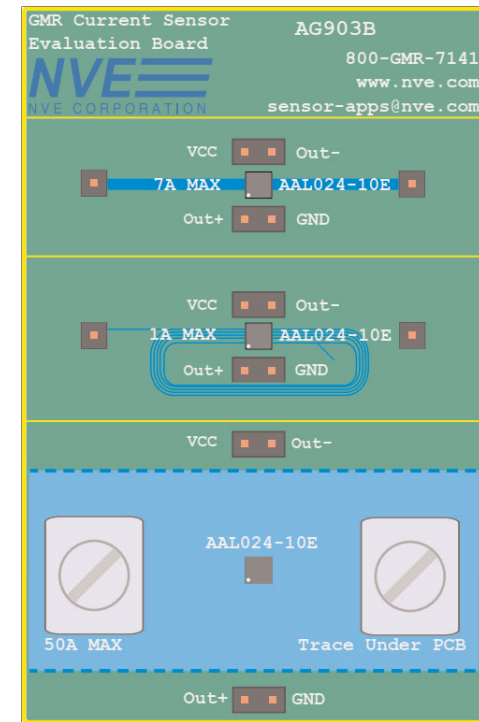 GMR Current Sensor
Evaluation Board
AG903B
800-GMR-7141
www.nve.com
sensor-apps@nve.com
NVE
NVE CORPORATION
VCC Out-
7A MAX AAL024-10E
Out+ GND
VCC Out-
1A MAX AAL024-10E
Out+ GND
VCC Out-
AAL024-10E
50A MAX Trace Under PCB
Out+ GND